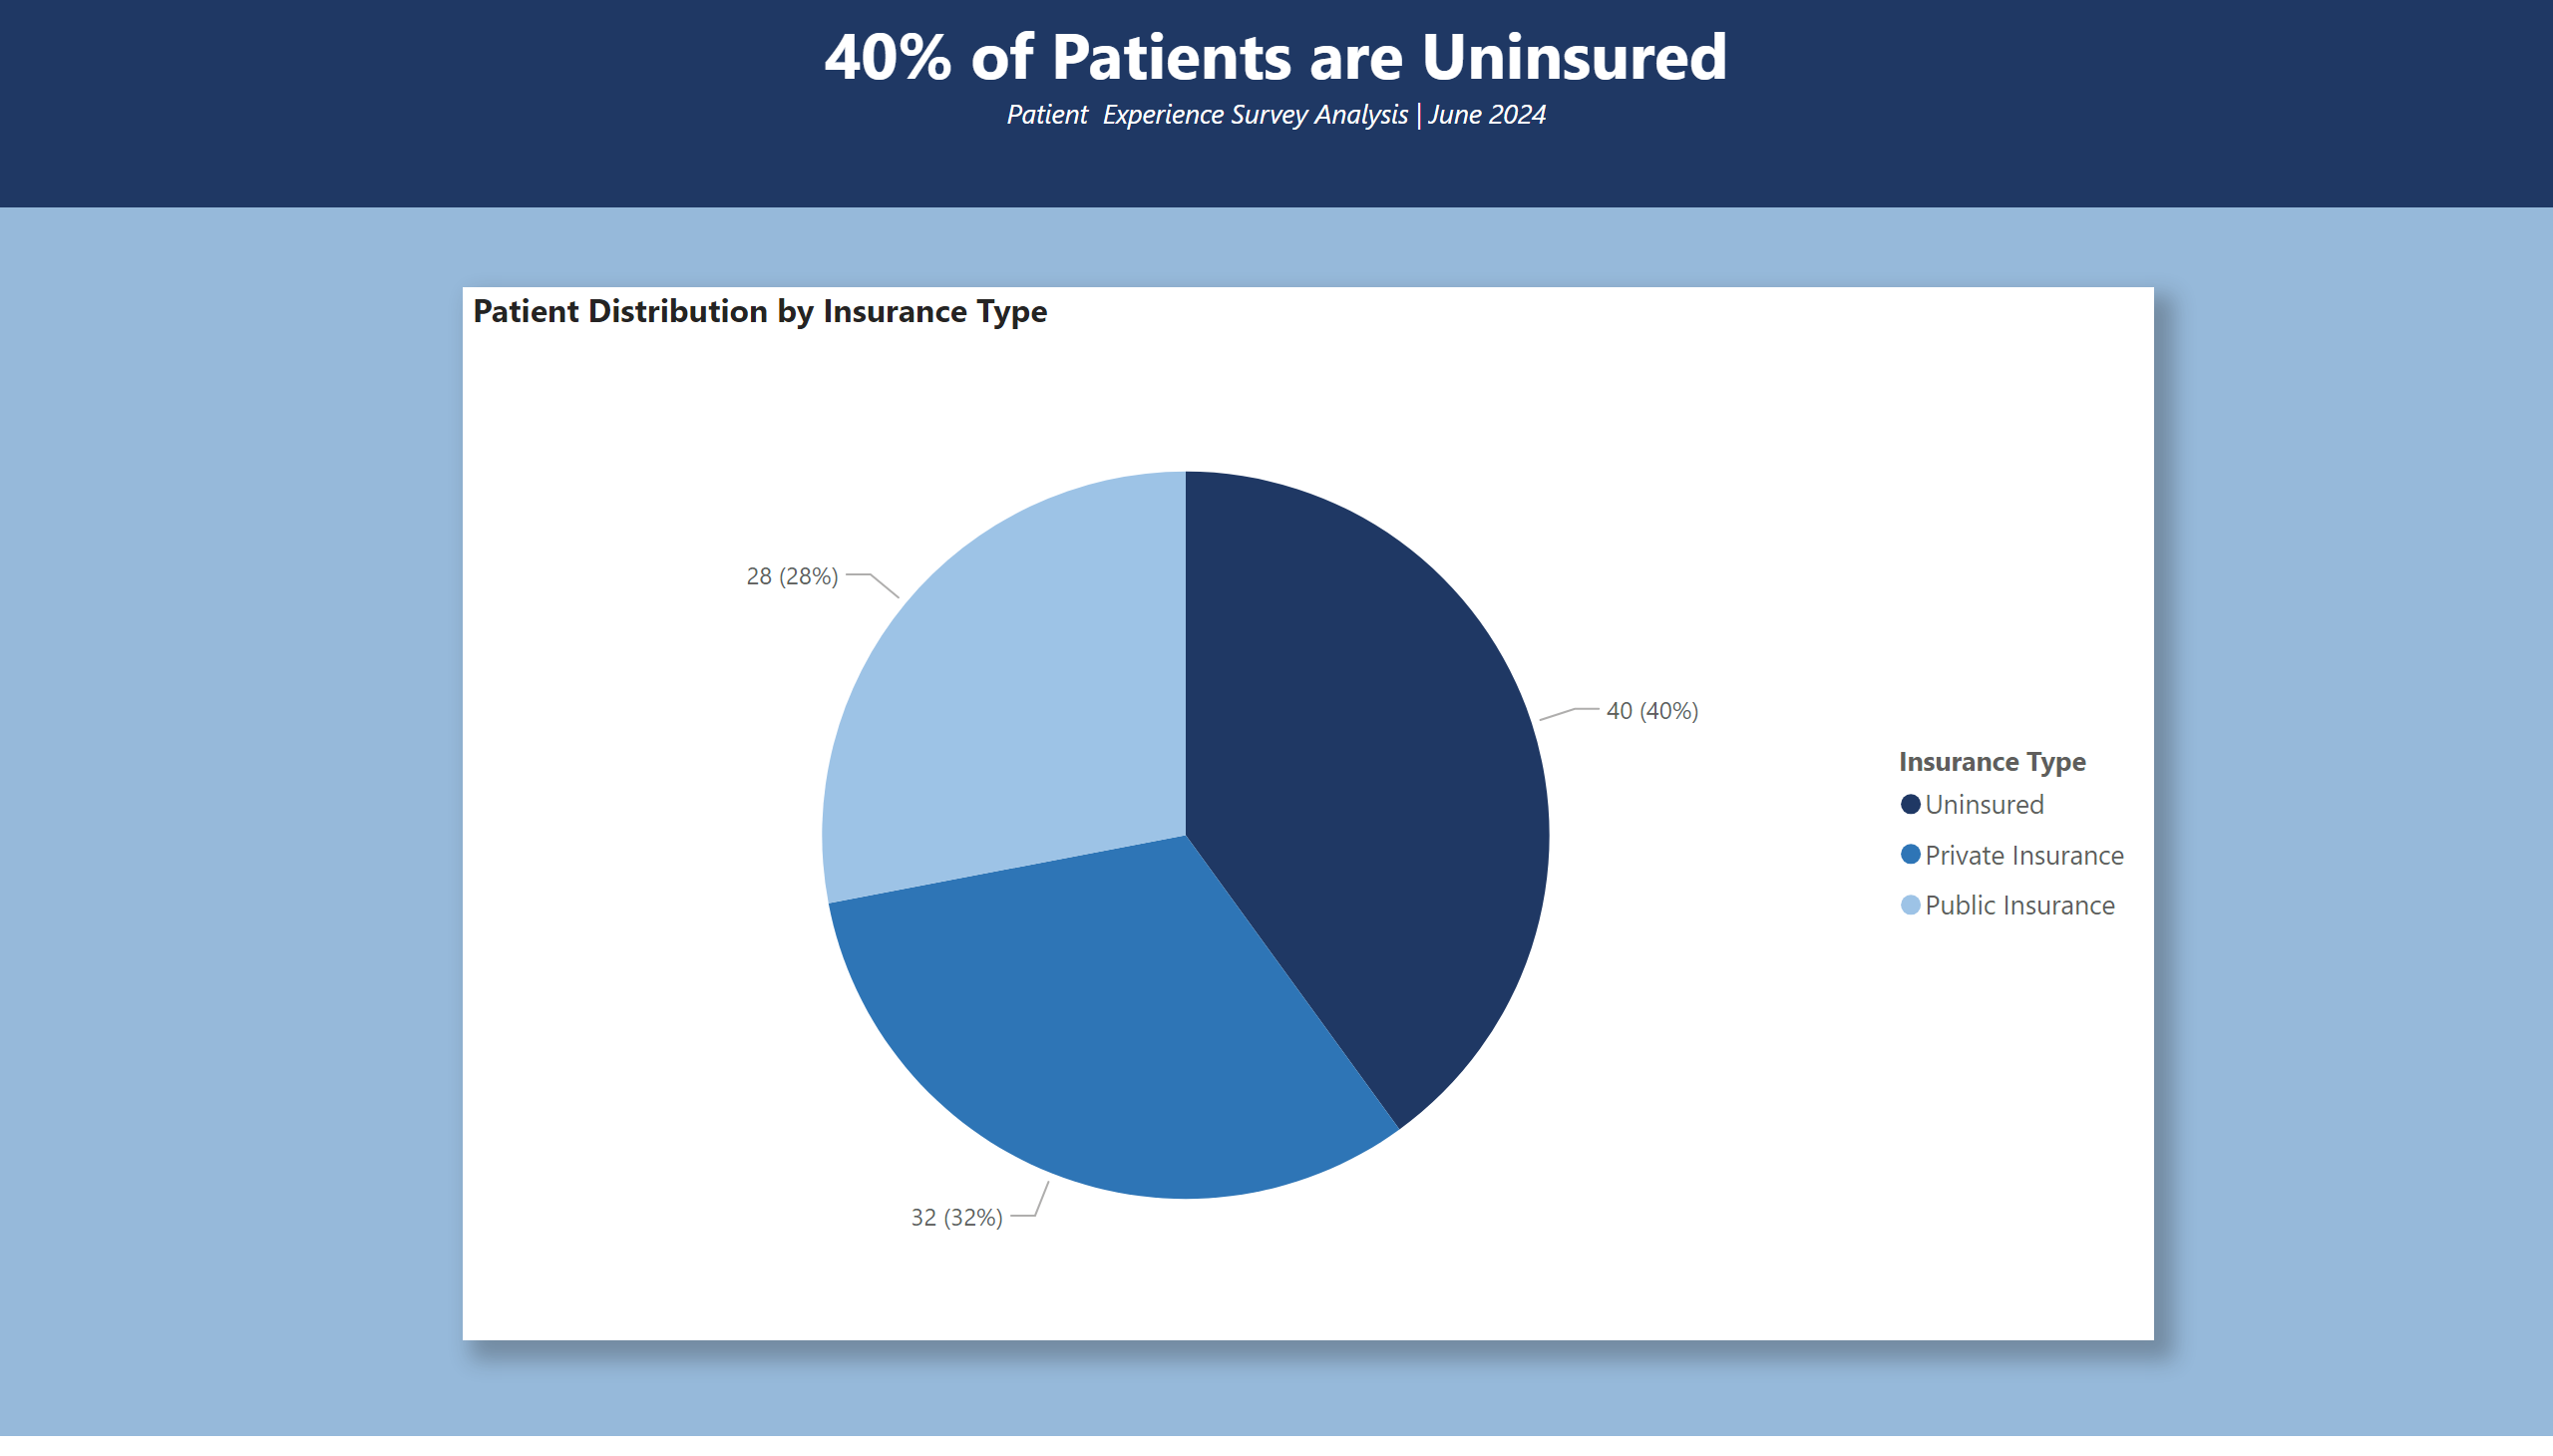 40% of Patients are Uninsured
Patient  Experience Survey Analysis | June 2024
Patient Distribution by Insurance Type
28 (28%)
40 (40%)
32 (32%)
Insurance Type
Uninsured
Private Insurance
Public Insurance